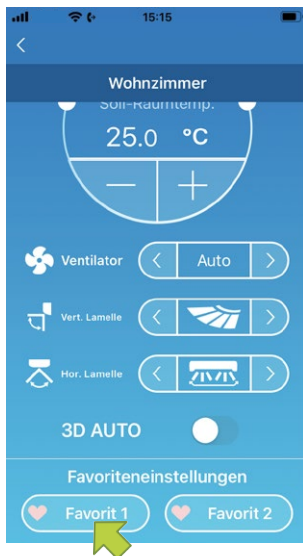 15:15
Wohnzimmer
Soll-Raumtemp.
25.0 °C
Ventilator Auto
Vert. Lamelle
Hor. Lamelle
3D AUTO
Favoriteneinstellungen
Favorit 1 Favorit 2